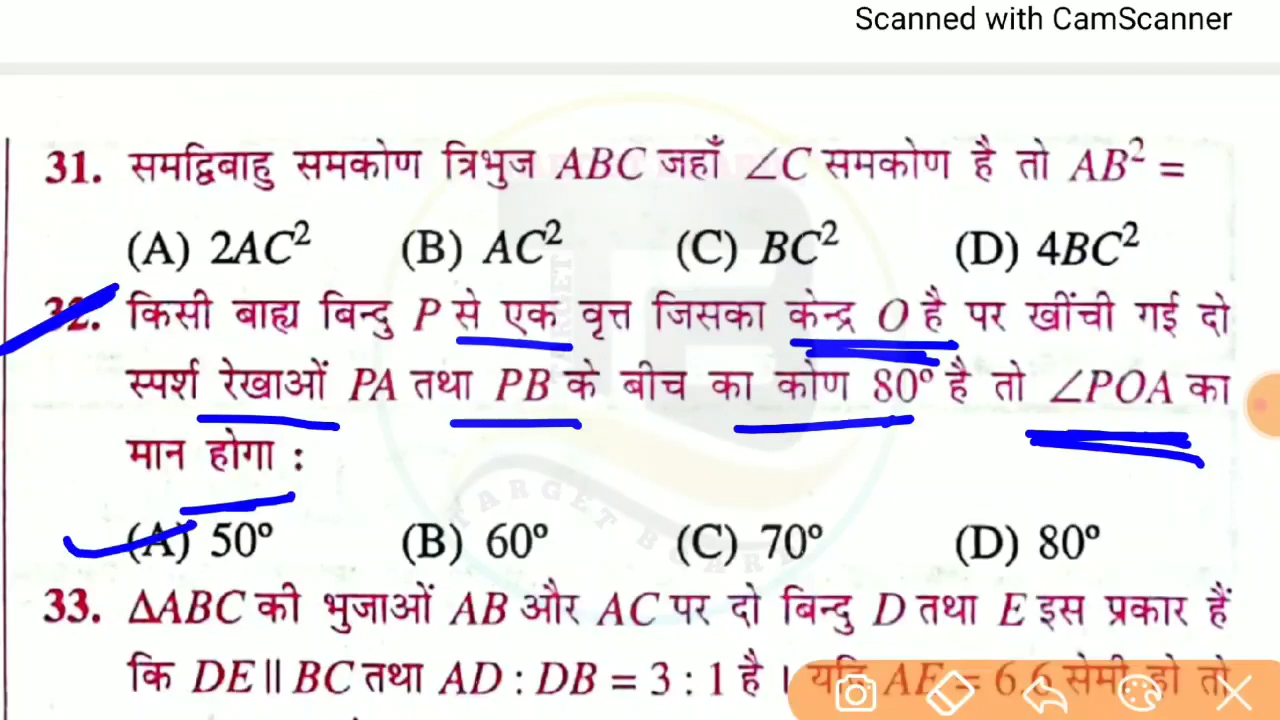 Scanned with CamScanner
31. समद्विबाहु समकोण त्रिभुज ABC जहाँ ∠C समकोण है तो AB² =
(A) 2AC² (B) AC² (C) BC² (D) 4BC²
32. किसी बाह्य बिन्दु P से एक वृत्त जिसका केन्द्र O है पर खींची गई दो
स्पर्श रेखाओं PA तथा PB के बीच का कोण 80° है तो ∠POA का
मान होगा :
(A) 50° (B) 60° (C) 70° (D) 80°
33. ΔABC की भुजाओं AB और AC पर दो बिन्दु D तथा E इस प्रकार हैं
कि DE || BC तथा AD : DB = 3 : 1 है । यदि AE = 6.6 सेमी हो तो